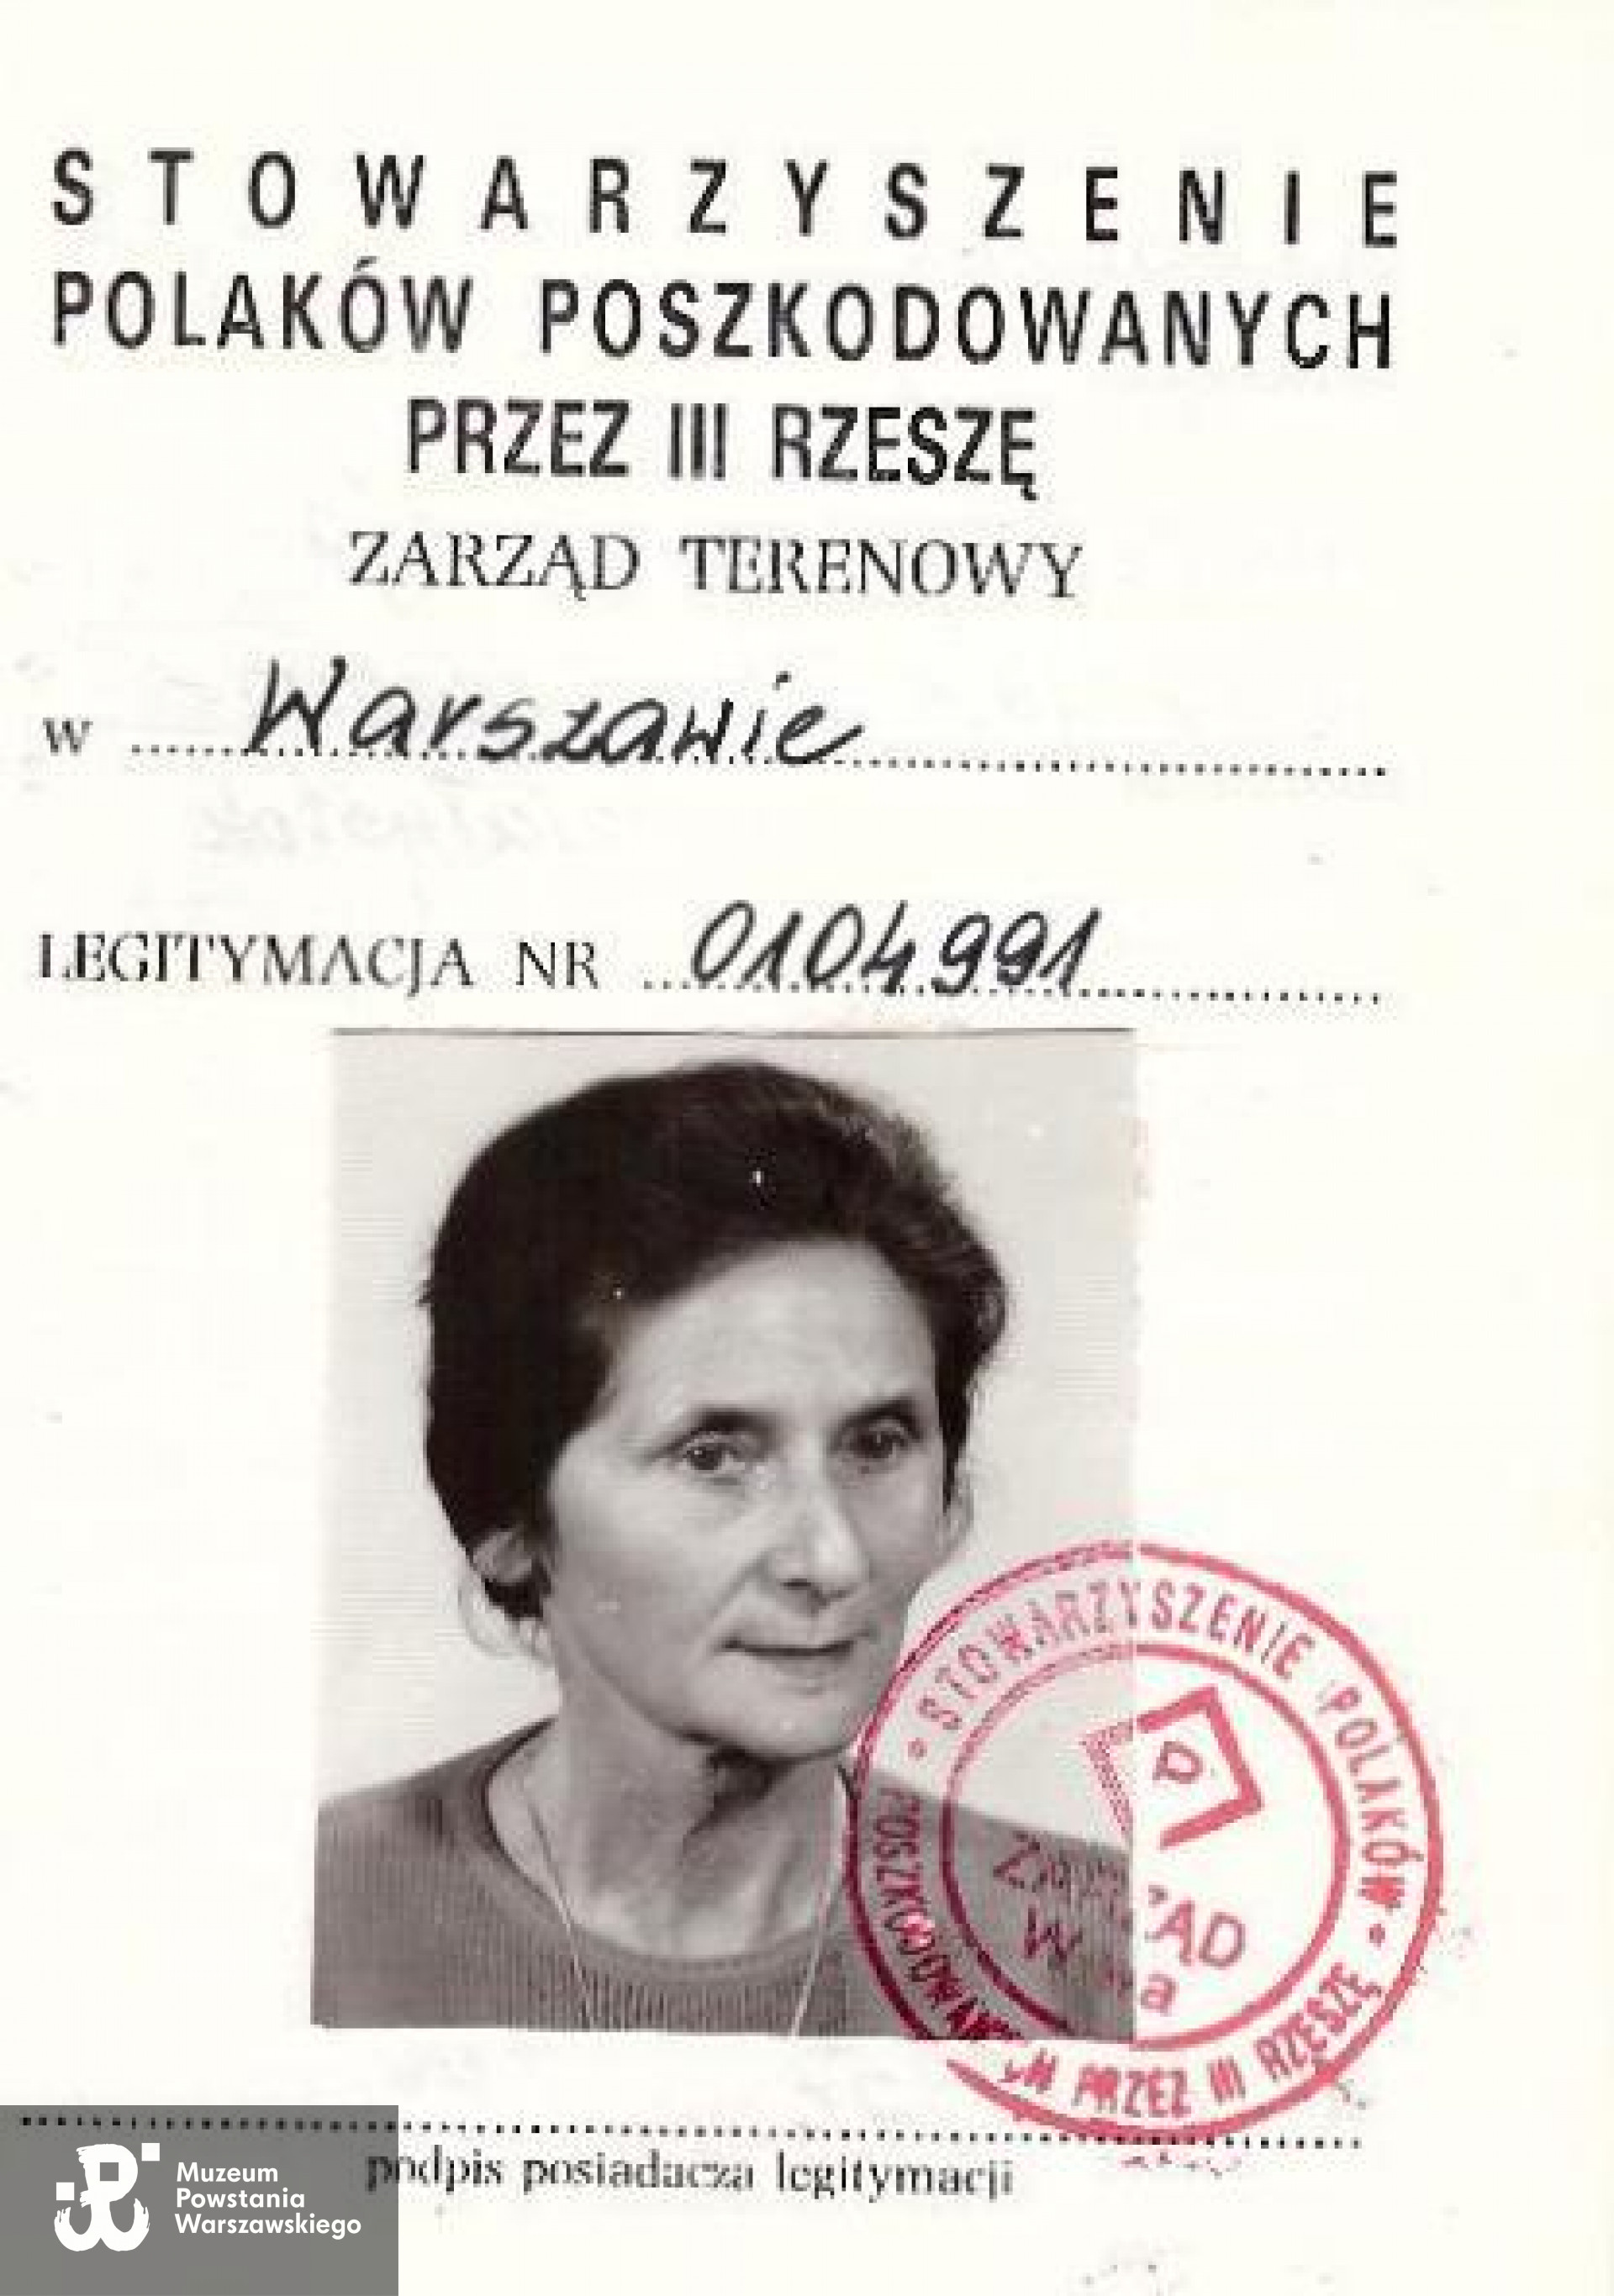 STOWARZYSZENIE
POLAKÓW POSZKODOWANYCH
PRZEZ III RZESZĘ
ZARZĄD TERENOWY
w Warszawie
LEGITYMACJA NR 0104991
• STOWARZYSZENIE POLAKÓW •
PRZEZ III RZESZĘ
P
podpis posiadacza legitymacji
Muzeum
Powstania
Warszawskiego